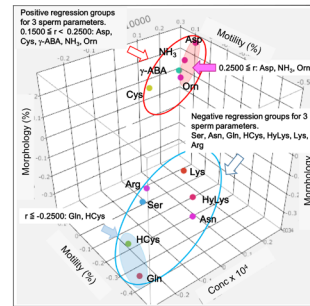 Positive regression groups
for 3 sperm parameters.
0.1500 ≦ r < 0.2500: Asp,
Cys, γ-ABA, NH₃, Orn
Motility (%)
Asp
NH₃
γ-ABA
0.2500 ≦ r: Asp, NH₃, Orn
Orn
Cys
Negative regression groups for 3
sperm parameters.
Ser, Asn, Gln, HCys, HyLys, Lys,
Arg
Morphology (%)
Morphology
Lys
Arg
HyLys
Ser
Asn
r ≦ -0.2500: Gln, HCys
HCys
Gln
Motility (%)
Conc x 10⁴